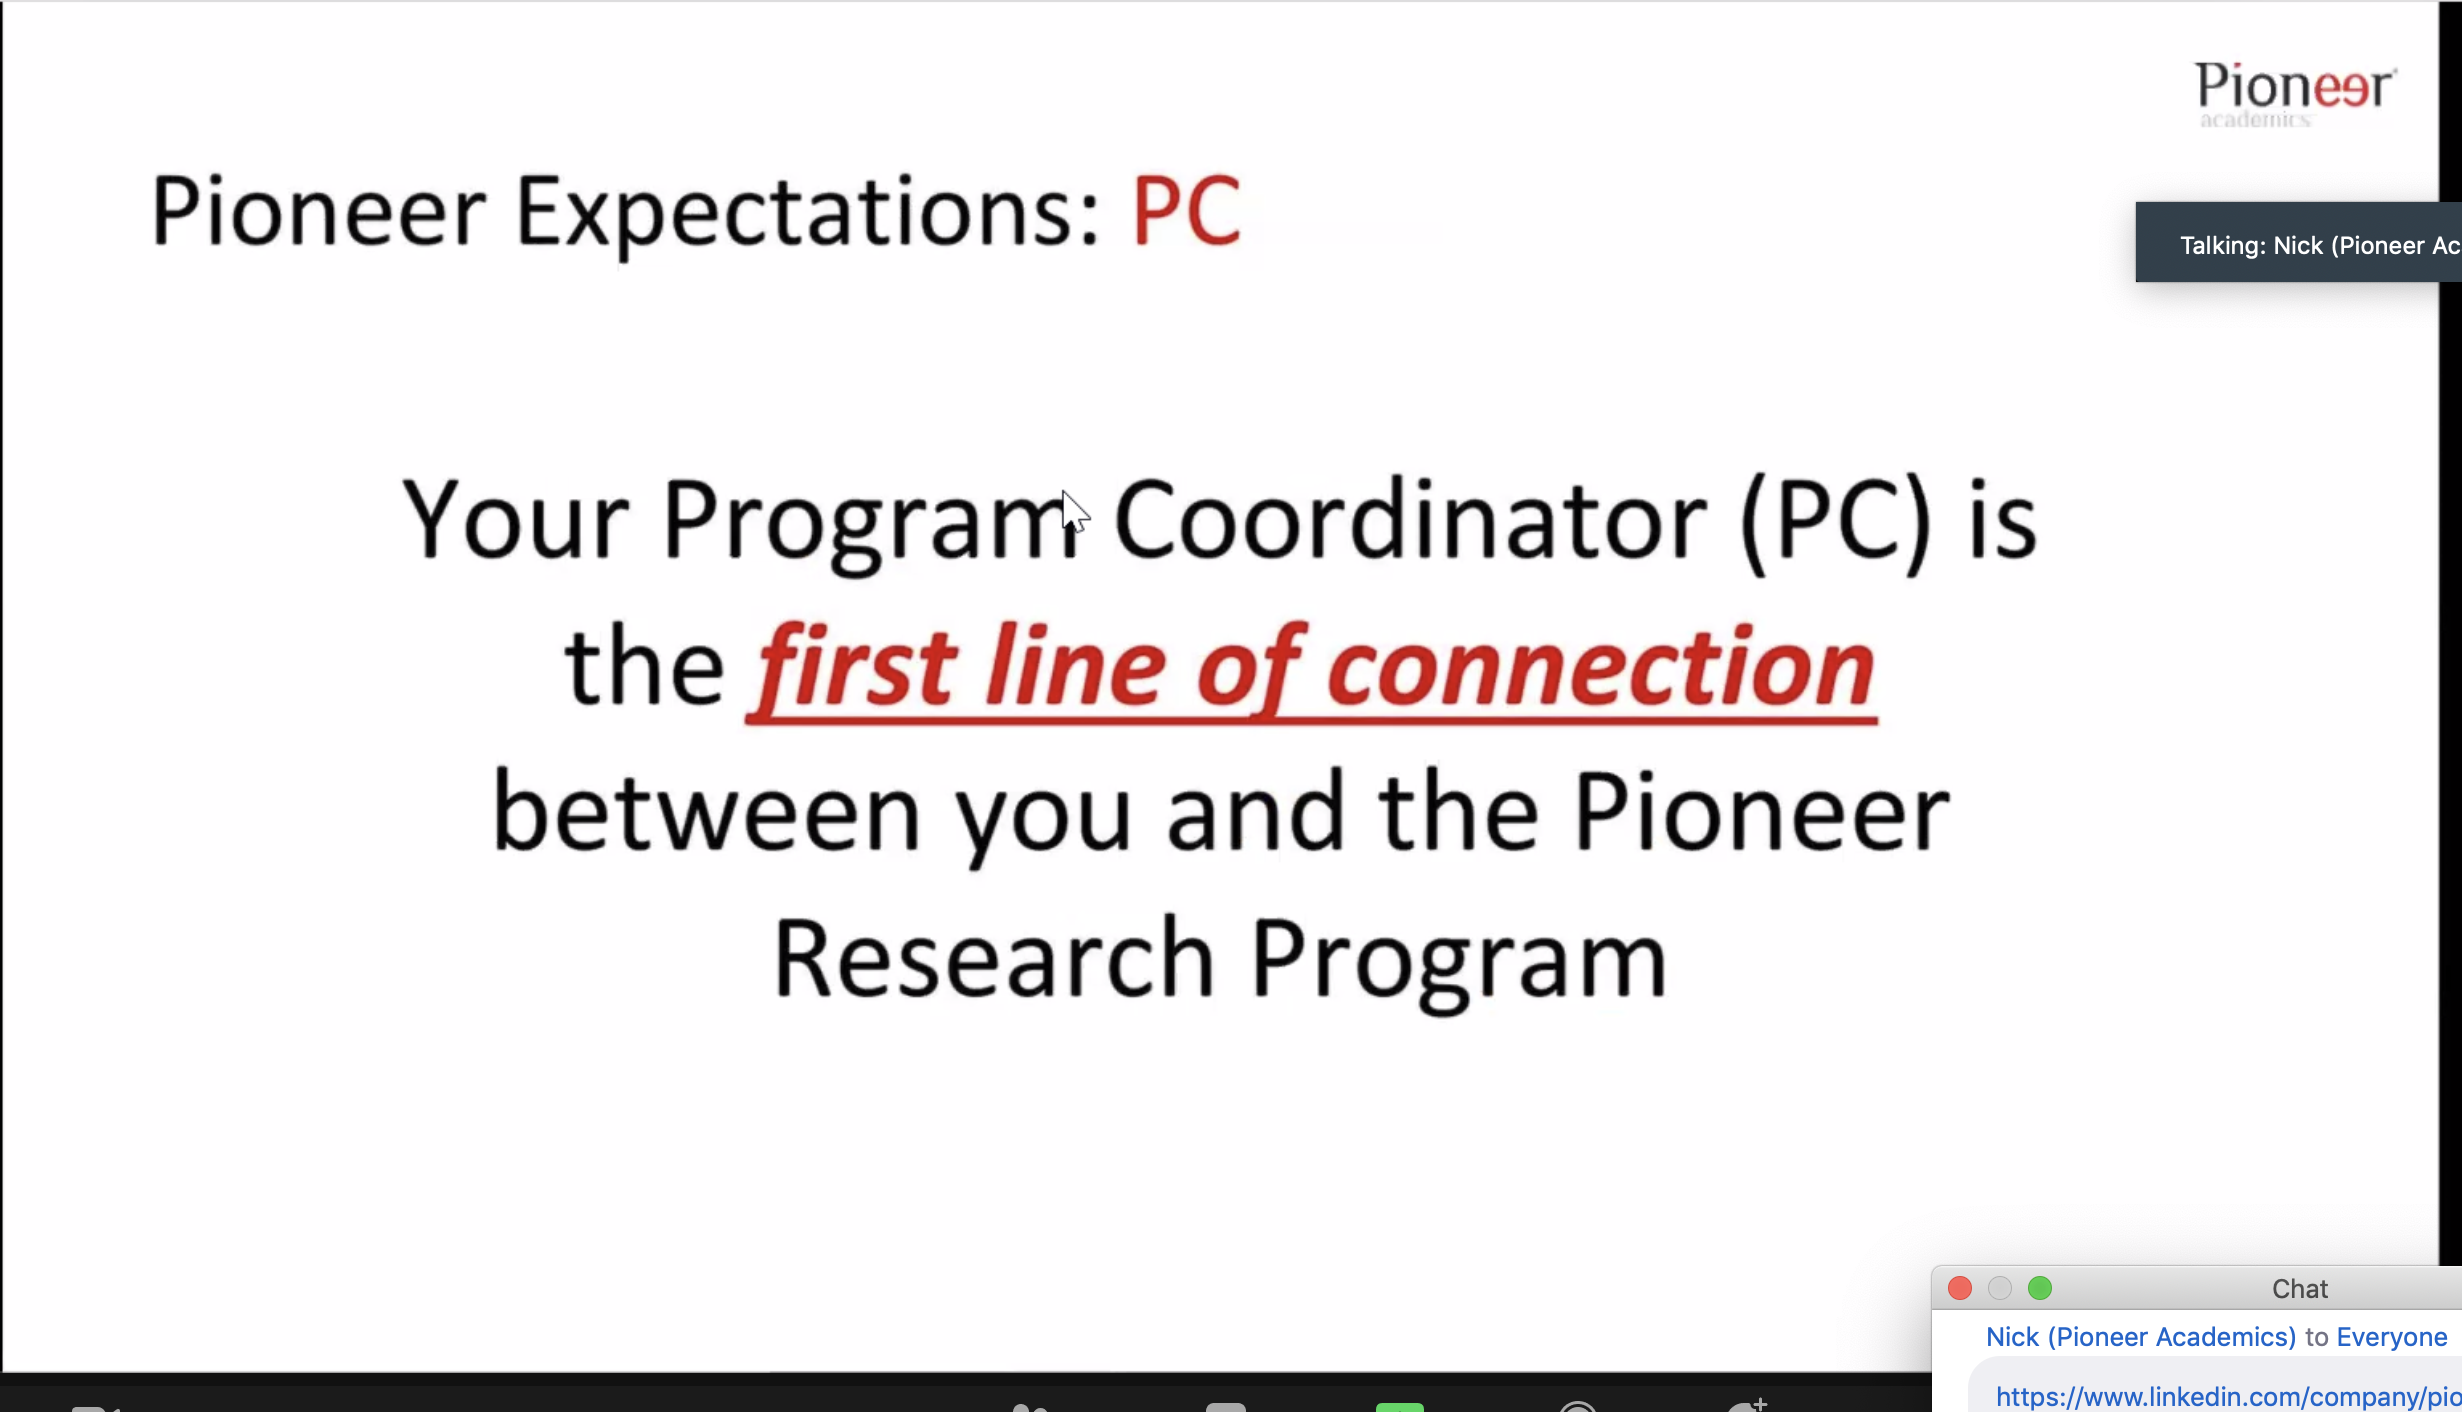 Pioneer
academics
Pioneer Expectations: PC
Talking: Nick (Pioneer Ac
Your Program Coordinator (PC) is
the first line of connection
between you and the Pioneer
Research Program
Chat
Nick (Pioneer Academics) to Everyone
https://www.linkedin.com/company/pio